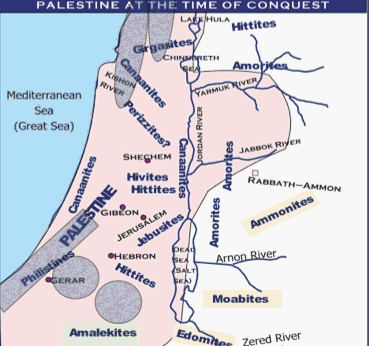 PALESTINE AT THE TIME OF CONQUEST
LAKE HULA
Hittites
Girgasites
CHINNERETH
SEA
Amorites
Canaanites
KISHON
RIVER
YARMUK RIVER
Mediterranean
Sea
(Great Sea)
Perizzites?
JORDAN RIVER
SHECHEM
JABBOK RIVER
Canaanites
Canaanites
Amorites
Hivites
Hittites
RABBATH-AMMON
PALESTINE
GIBEON
JERUSALEM
Jebusites
Amorites
Ammonites
HEBRON
DEAD
SEA
(SALT
SEA)
Arnon River
Philistines
GERAR
Hittites
Moabites
Amalekites
Edomites
Zered River